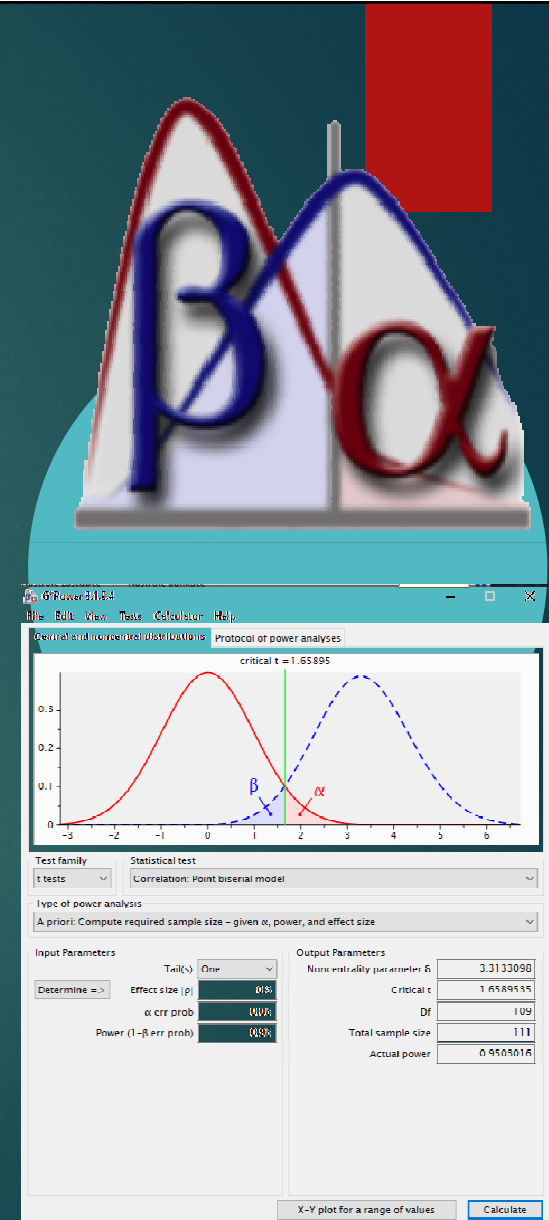 β α
G*Power 3.1.9.4
File Edit View Tests Calculator Help
Central and noncentral distributions Protocol of power analyses
critical t = 1.65895
0.3
0.2
0.1
0
β α
-3 -2 -1 0 1 2 3 4 5 6
Test family Statistical test
t tests Correlation: Point biserial model
Type of power analysis
A priori: Compute required sample size - given α, power, and effect size
Input Parameters Output Parameters
Tail(s) One Noncentrality parameter δ 3.3133098
Determine => Effect size |ρ| Critical t 1.6589535
α err prob Df 109
Power (1-β err prob) Total sample size 111
Actual power 0.9503016
X-Y plot for a range of values Calculate